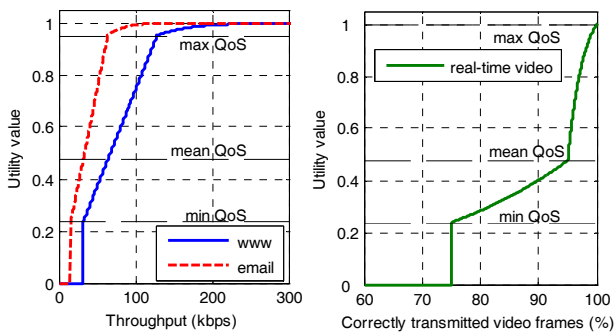 1
max QoS
0.8
0.6
mean QoS
0.4
min QoS
0.2
0
Utility value
www
email
0 100 200 300
Throughput (kbps)
1
max QoS
real-time video
0.8
0.6
mean QoS
0.4
min QoS
0.2
0
Utility value
60 70 80 90 100
Correctly transmitted video frames (%)